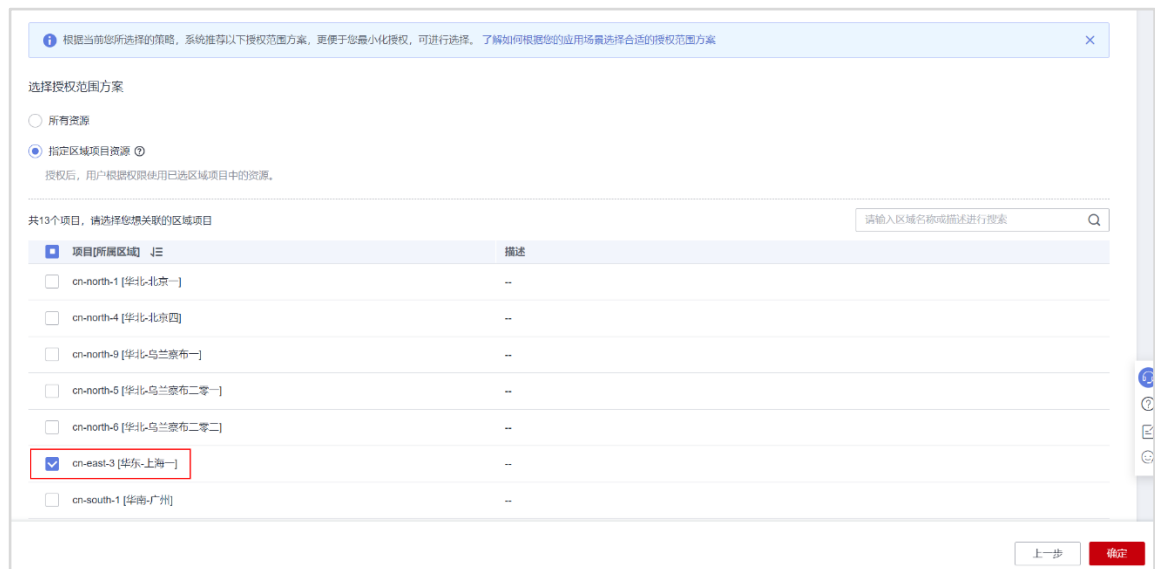 根据当前您所选择的策略，系统推荐以下授权范围方案，更便于您最小化授权，可进行选择。 了解如何根据您的应用场景选择合适的授权范围方案
选择授权范围方案
所有资源
指定区域项目资源
授权后，用户根据权限使用已选区域项目中的资源。
共13个项目，请选择您想关联的区域项目 请输入区域名称或描述进行搜索
项目[所属区域] 描述
cn-north-1 [华北-北京一] --
cn-north-4 [华北-北京四] --
cn-north-9 [华北-乌兰察布一] --
cn-north-5 [华北-乌兰察布二零一] --
cn-north-6 [华北-乌兰察布二零二] --
cn-east-3 [华东-上海一] --
cn-south-1 [华南-广州] --
上一步 确定